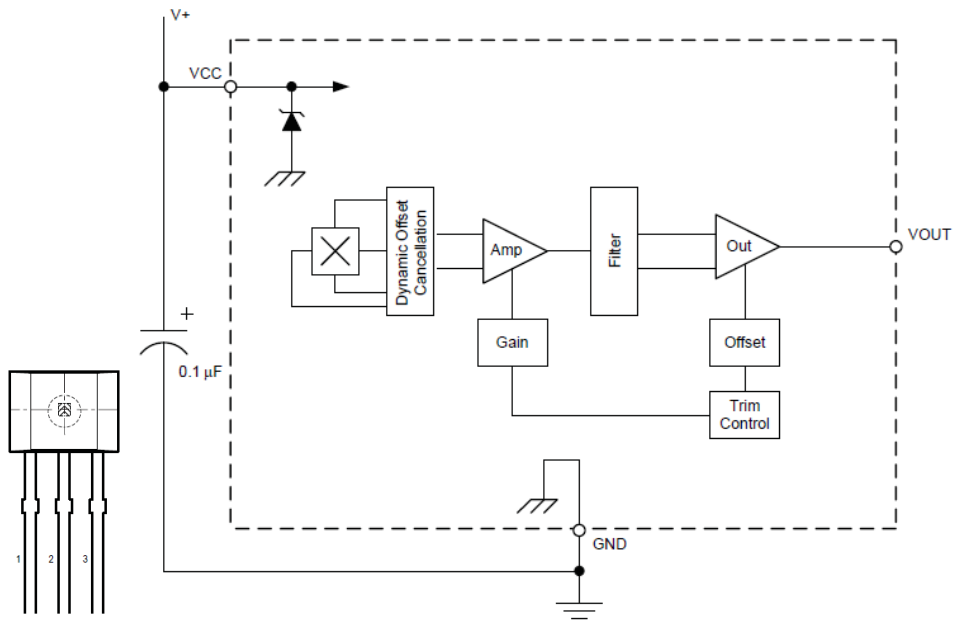 V+
VCC
Dynamic Offset
Cancellation
Amp
Filter
Out
VOUT
Gain
Offset
Trim
Control
+
0.1 µF
GND
1
2
3